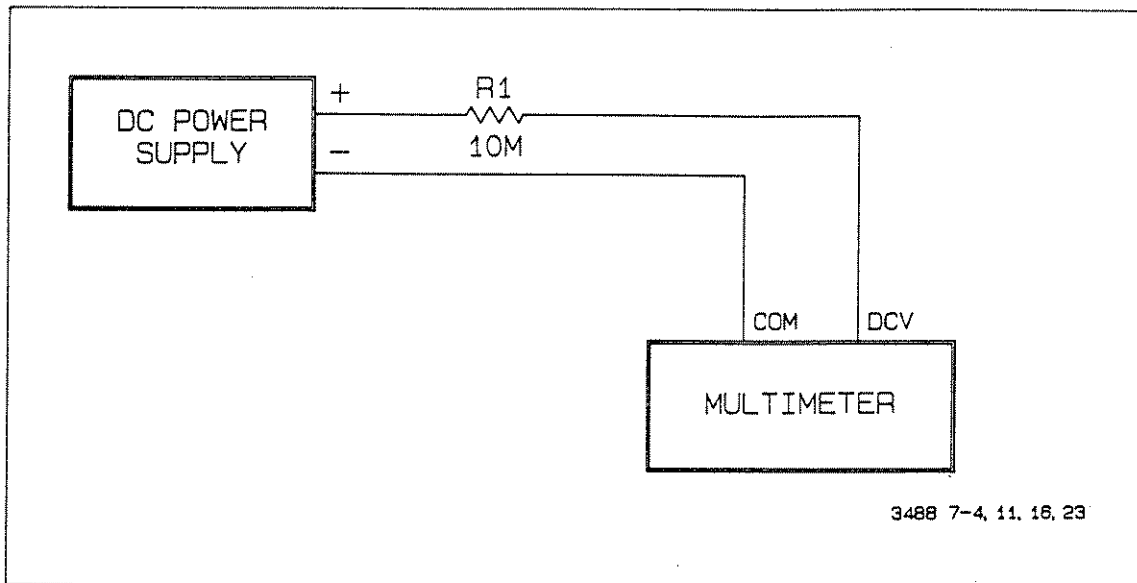 DC POWER
SUPPLY
+
-
R1
10M
COM
DCV
MULTIMETER
3488 7-4, 11, 16, 23